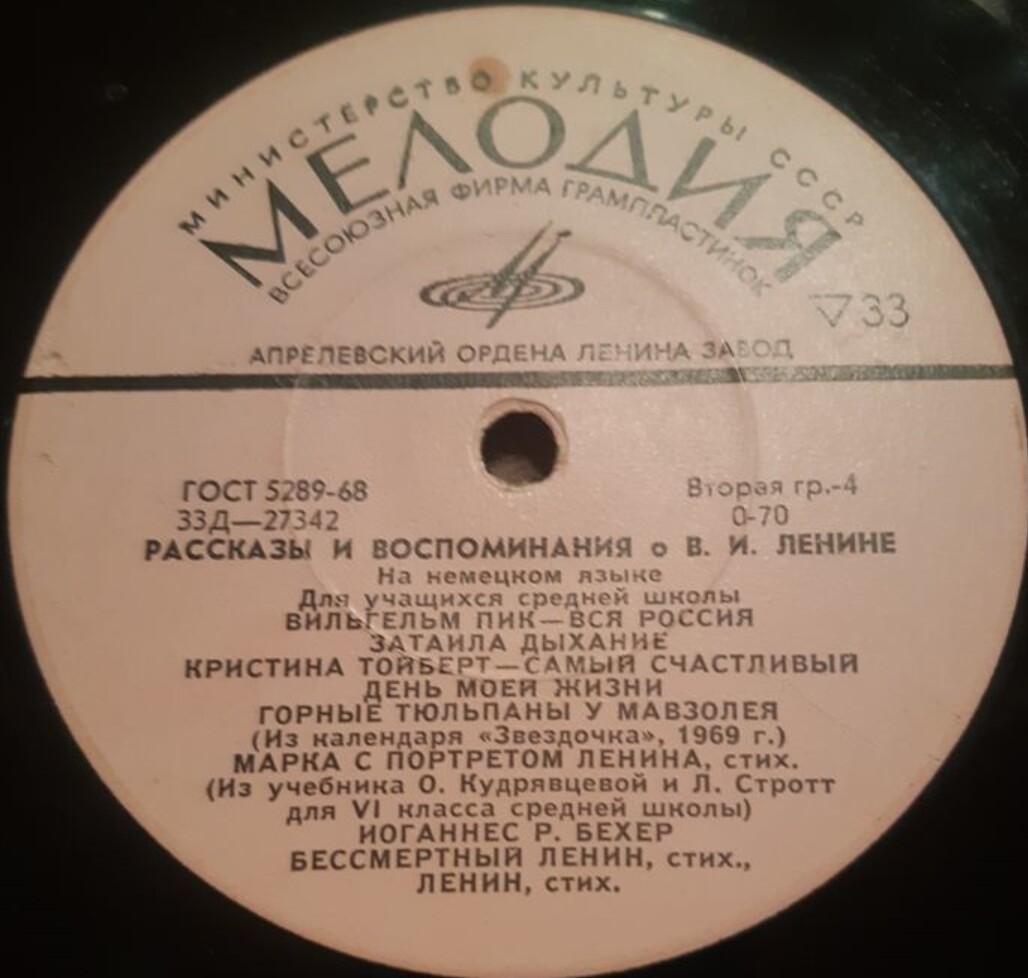 МИНИСТЕРСТВО КУЛЬТУРЫ СССР
МЕЛОДИЯ
ВСЕСОЮЗНАЯ ФИРМА ГРАМПЛАСТИНОК
▽33
АПРЕЛЕВСКИЙ ОРДЕНА ЛЕНИНА ЗАВОД
ГОСТ 5289-68
Вторая гр.-4
33Д—27342
0-70
РАССКАЗЫ И ВОСПОМИНАНИЯ о В. И. ЛЕНИНЕ
На немецком языке
Для учащихся средней школы
ВИЛЬГЕЛЬМ ПИК—ВСЯ РОССИЯ
ЗАТАИЛА ДЫХАНИЕ
КРИСТИНА ТОЙБЕРТ—САМЫЙ СЧАСТЛИВЫЙ
ДЕНЬ МОЕЙ ЖИЗНИ
ГОРНЫЕ ТЮЛЬПАНЫ У МАВЗОЛЕЯ
(Из календаря «Звездочка», 1969 г.)
МАРКА С ПОРТРЕТОМ ЛЕНИНА, стих.
(Из учебника О. Кудрявцевой и Л. Стротт
для VI класса средней школы)
ИОГАННЕС Р. БЕХЕР
БЕССМЕРТНЫЙ ЛЕНИН, стих.,
ЛЕНИН, стих.